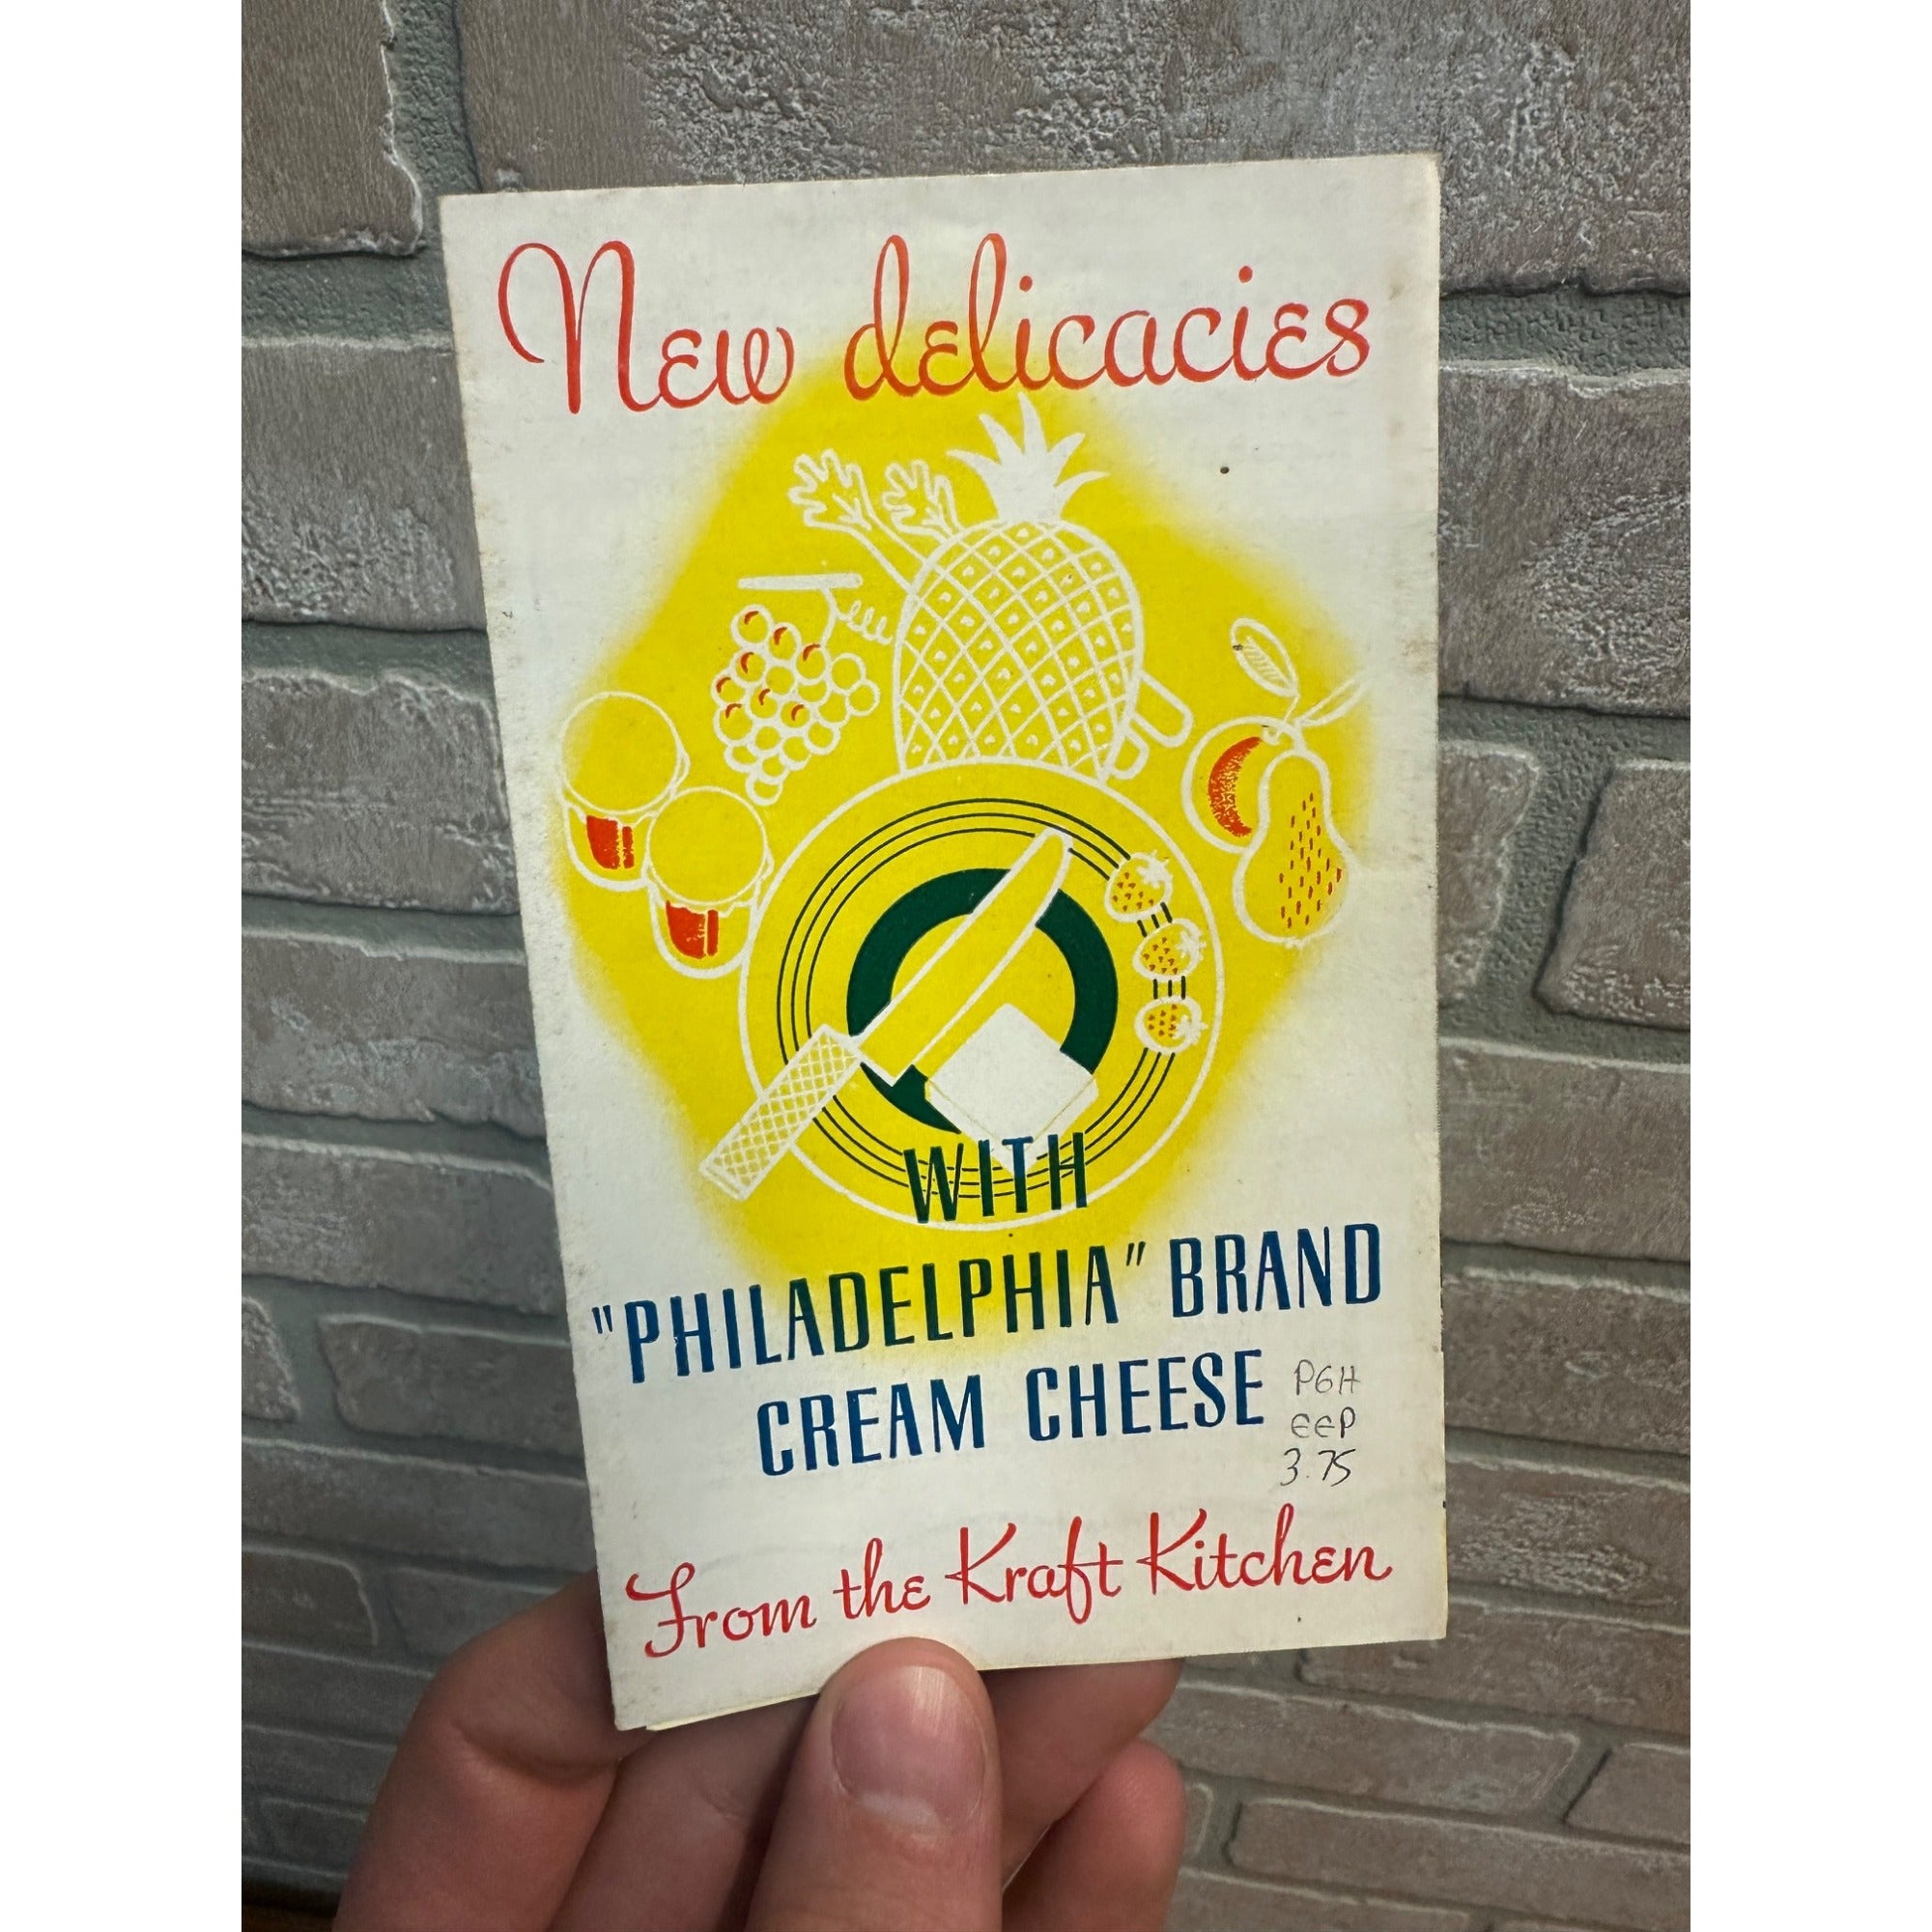 New delicacies
WITH
"PHILADELPHIA" BRAND
CREAM CHEESE
PGH
EEP
3.75
From the Kraft Kitchen